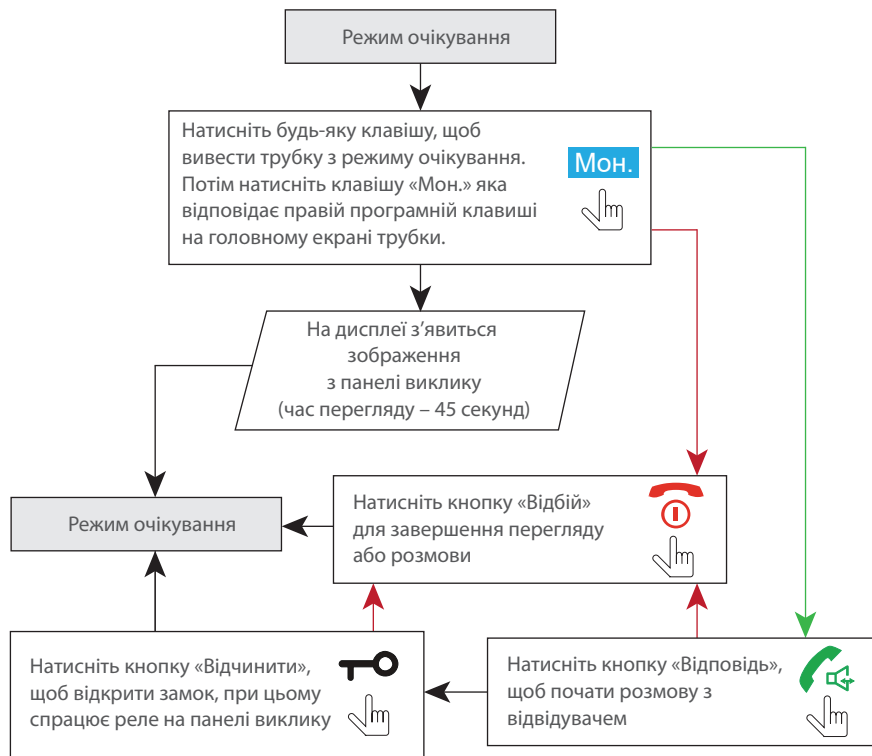 Режим очікування
Натисніть будь-яку клавішу, щоб
вивести трубку з режиму очікування.
Потім натисніть клавішу «Мон.» яка
відповідає правій програмній клавиші
на головному екрані трубки.
Мон.
На дисплеї з’явиться
зображення
з панелі виклику
(час перегляду – 45 секунд)
Режим очікування
Натисніть кнопку «Відбій»
для завершення перегляду
або розмови
Натисніть кнопку «Відчинити»,
щоб відкрити замок, при цьому
спрацює реле на панелі виклику
Натисніть кнопку «Відповідь»,
щоб почати розмову з
відвідувачем